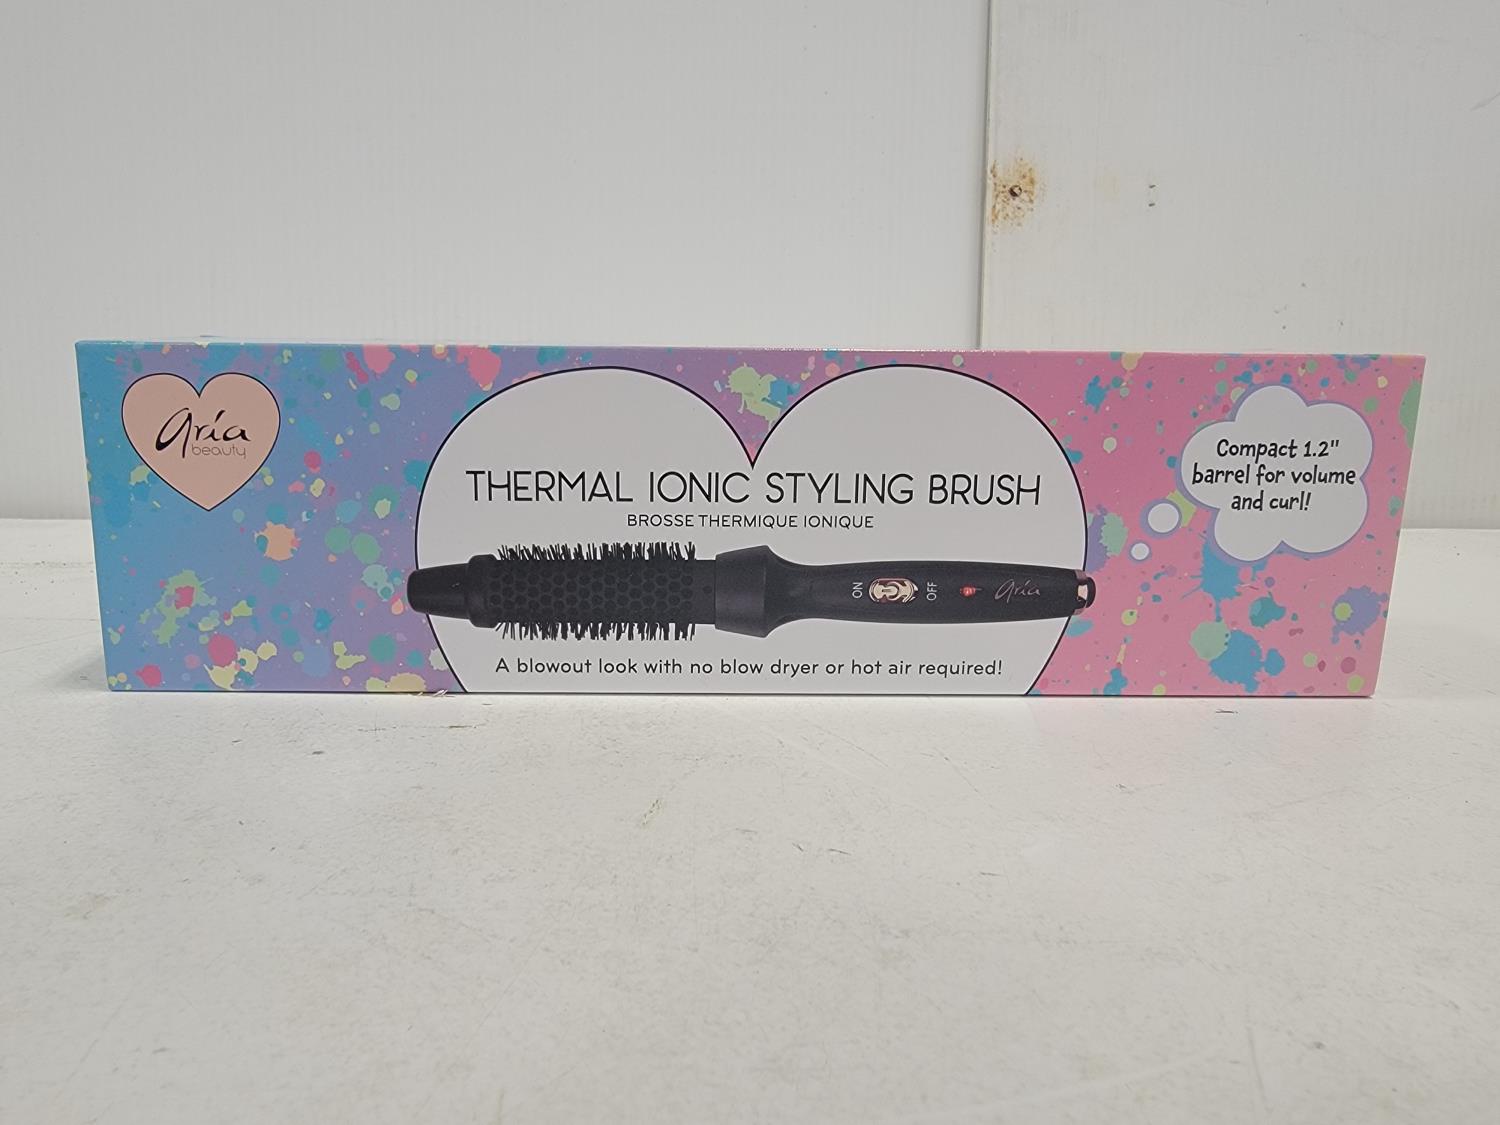 aria
beauty
THERMAL IONIC STYLING BRUSH
BROSSE THERMIQUE IONIQUE
ON
OFF
aria
A blowout look with no blow dryer or hot air required!
Compact 1.2"
barrel for volume
and curl!